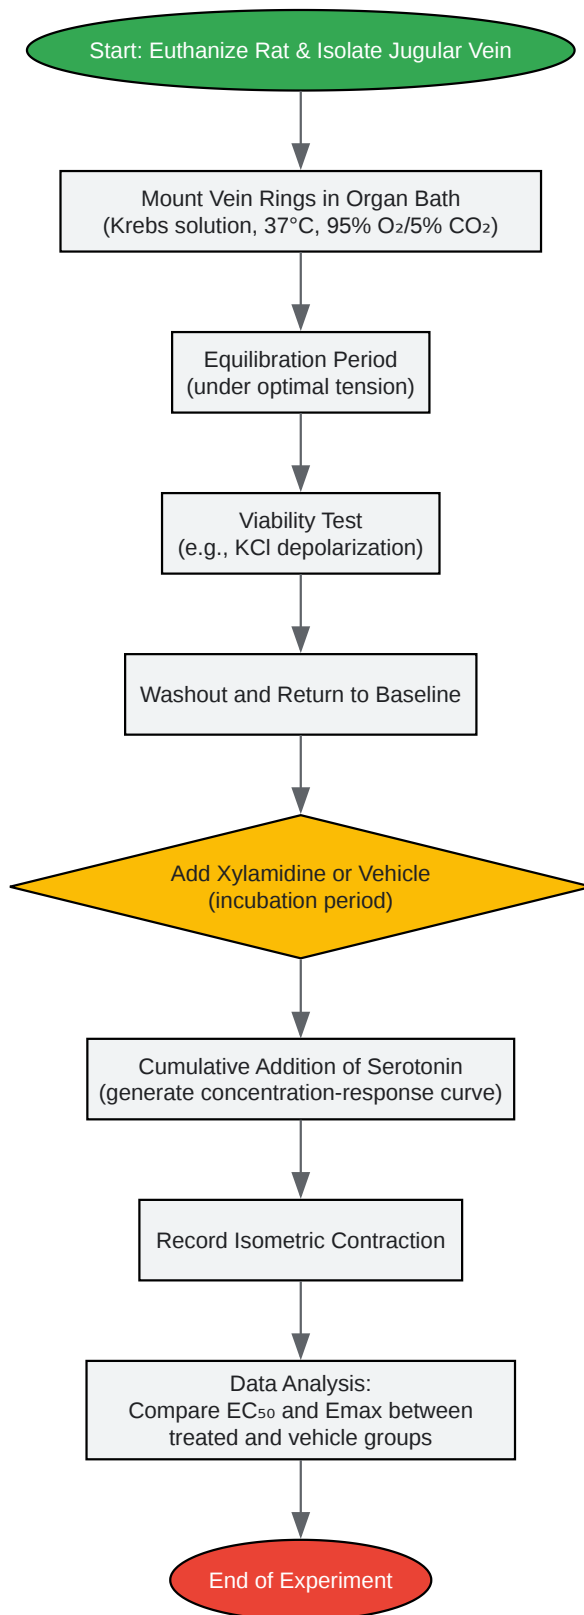 Start: Euthanize Rat & Isolate Jugular Vein
Mount Vein Rings in Organ Bath
(Krebs solution, 37°C, 95% O₂/5% CO₂)
Equilibration Period
(under optimal tension)
Viability Test
(e.g., KCl depolarization)
Washout and Return to Baseline
Add Xylamidine or Vehicle
(incubation period)
Cumulative Addition of Serotonin
(generate concentration-response curve)
Record Isometric Contraction
Data Analysis:
Compare EC₅₀ and Emax between
treated and vehicle groups
End of Experiment